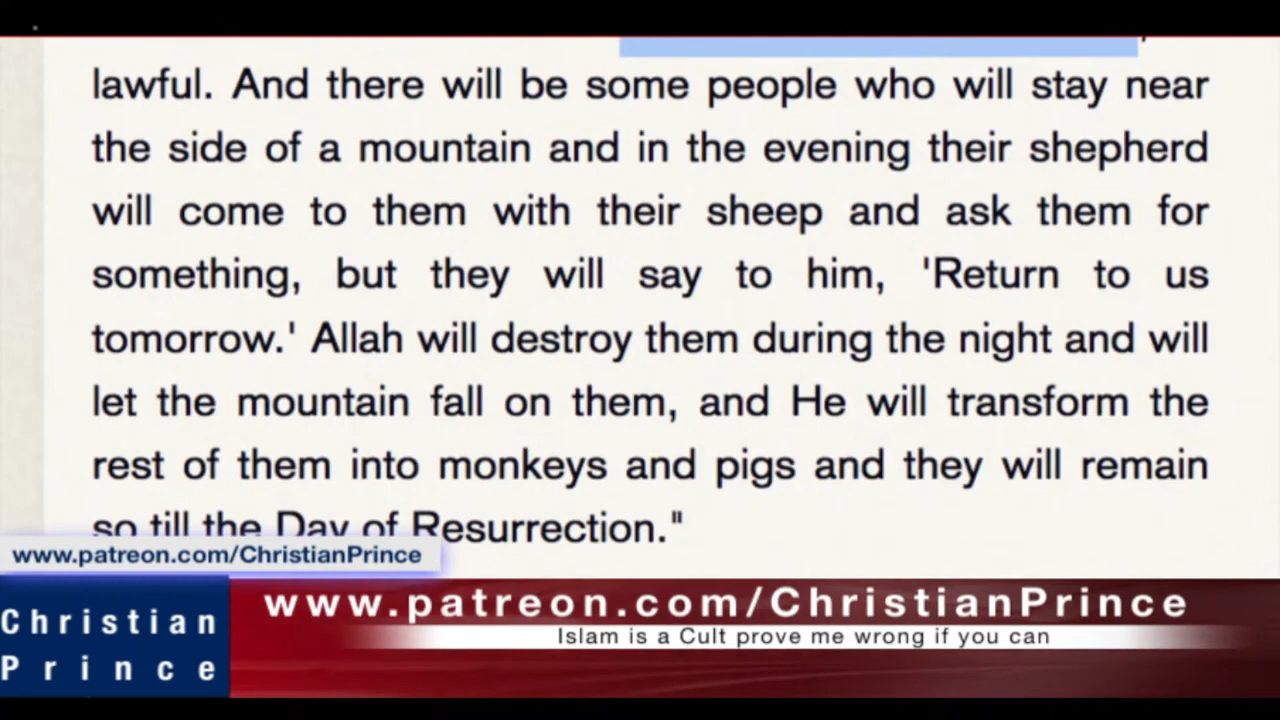 lawful. And there will be some people who will stay near
the side of a mountain and in the evening their shepherd
will come to them with their sheep and ask them for
something, but they will say to him, 'Return to us
tomorrow.' Allah will destroy them during the night and will
let the mountain fall on them, and He will transform the
rest of them into monkeys and pigs and they will remain
so till the Day of Resurrection."
www.patreon.com/ChristianPrince
Christian
Prince
www.patreon.com/ChristianPrince
Islam is a Cult prove me wrong if you can